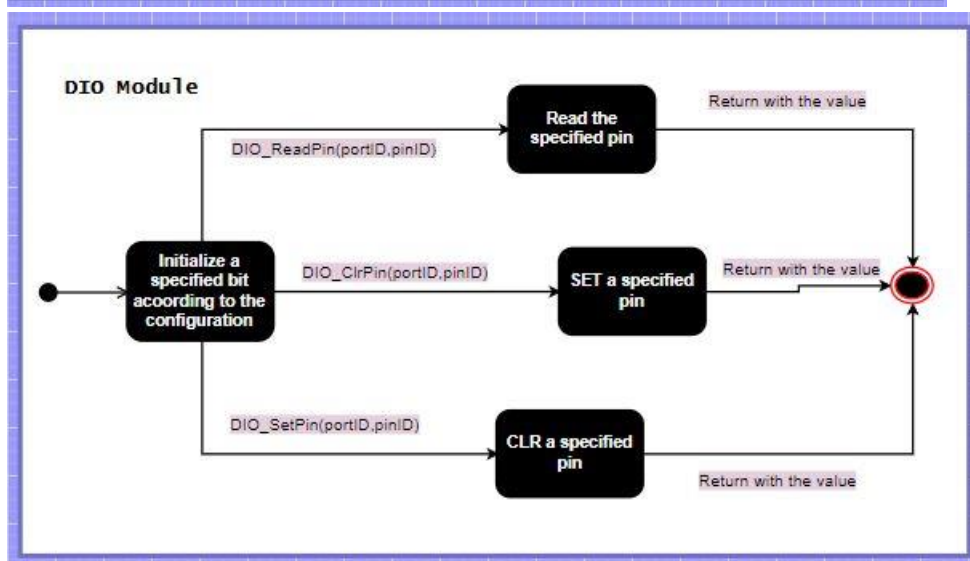 DIO Module
Read the
specified pin
Return with the value
DIO_ReadPin(portID,pinID)
Initialize a
specified bit
acoording to the
configuration
DIO_ClrPin(portID,pinID)
SET a specified
pin
Return with the value
DIO_SetPin(portID,pinID)
CLR a specified
pin
Return with the value